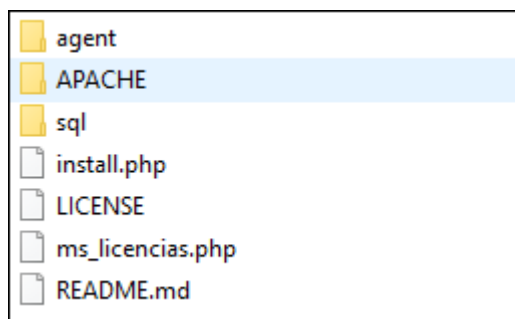 agent
APACHE
sql
install.php
LICENSE
ms_licencias.php
README.md